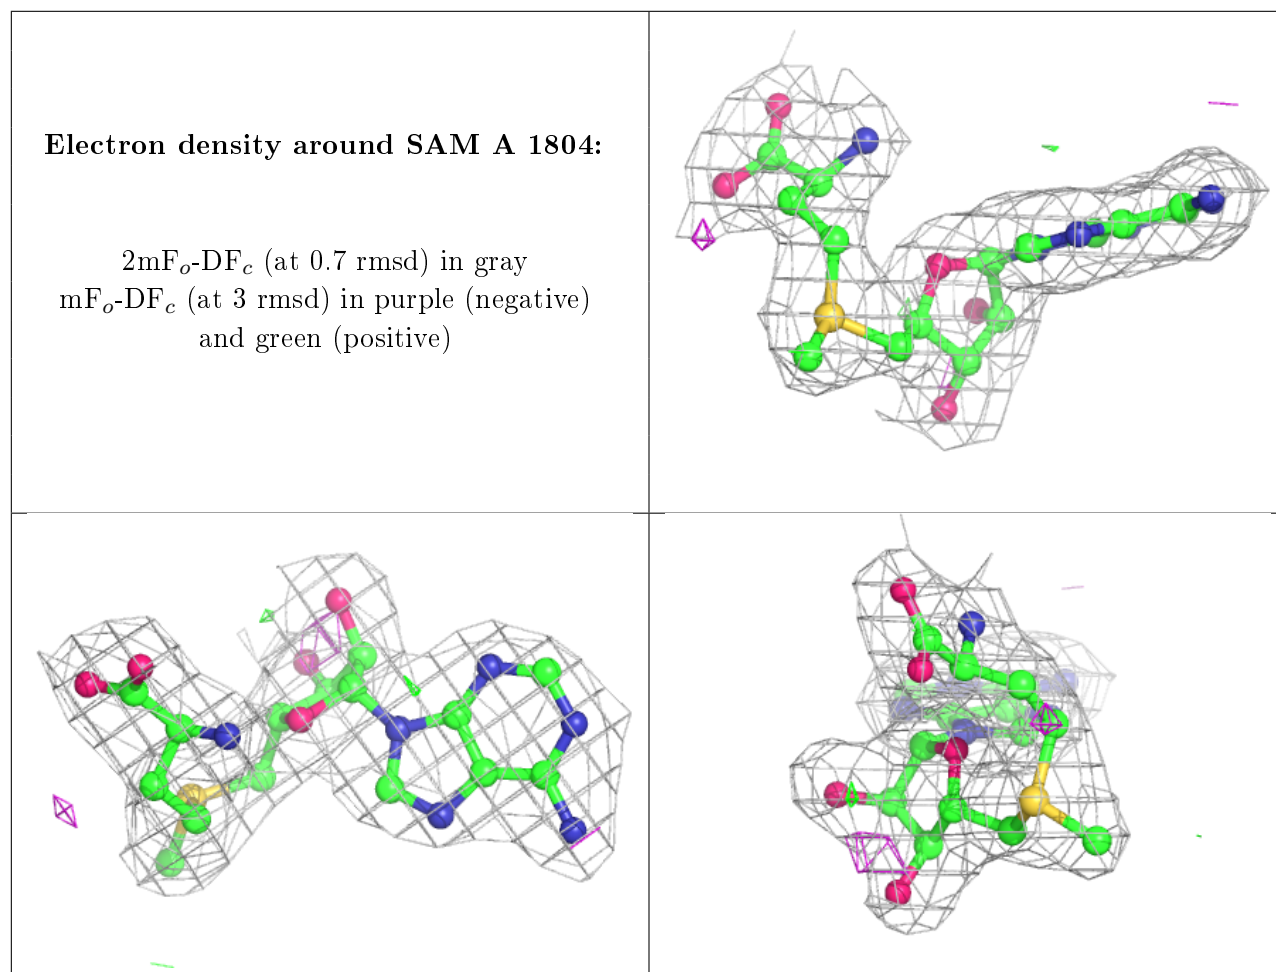 Electron density around SAM A 1804:
2mFo-DFc (at 0.7 rmsd) in gray
mFo-DFc (at 3 rmsd) in purple (negative)
and green (positive)